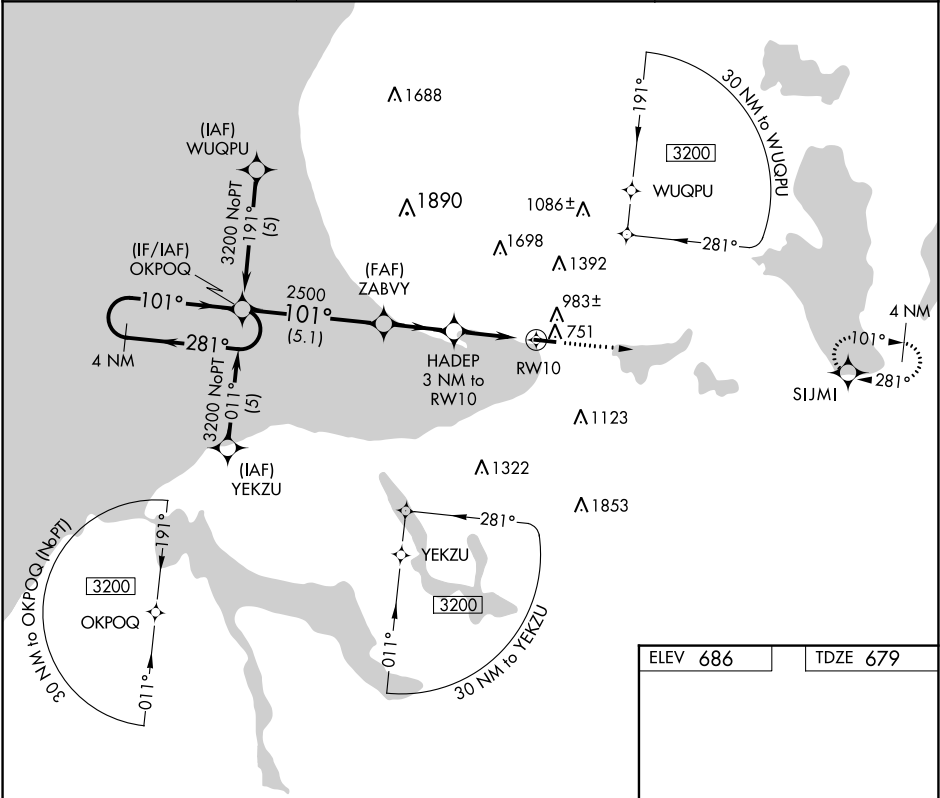 1688
(IAF)
WUQPU
3200 NoPT
191°
(5)
1890
1086±
1698
1392
191°
30 NM to WUQPU
3200
WUQPU
281°
(IF/IAF)
OKPOQ
101°
281°
4 NM
2500
101°
(5.1)
(FAF)
ZABVY
HADEP
3 NM to
RW10
983±
751
RW10
4 NM
101°
281°
SIJMI
3200 NoPT
011°
(5)
(IAF)
YEKZU
1123
1322
1853
30 NM to OKPOQ (NoPT)
191°
3200
OKPOQ
011°
281°
YEKZU
3200
011°
30 NM to YEKZU
ELEV 686
TDZE 679